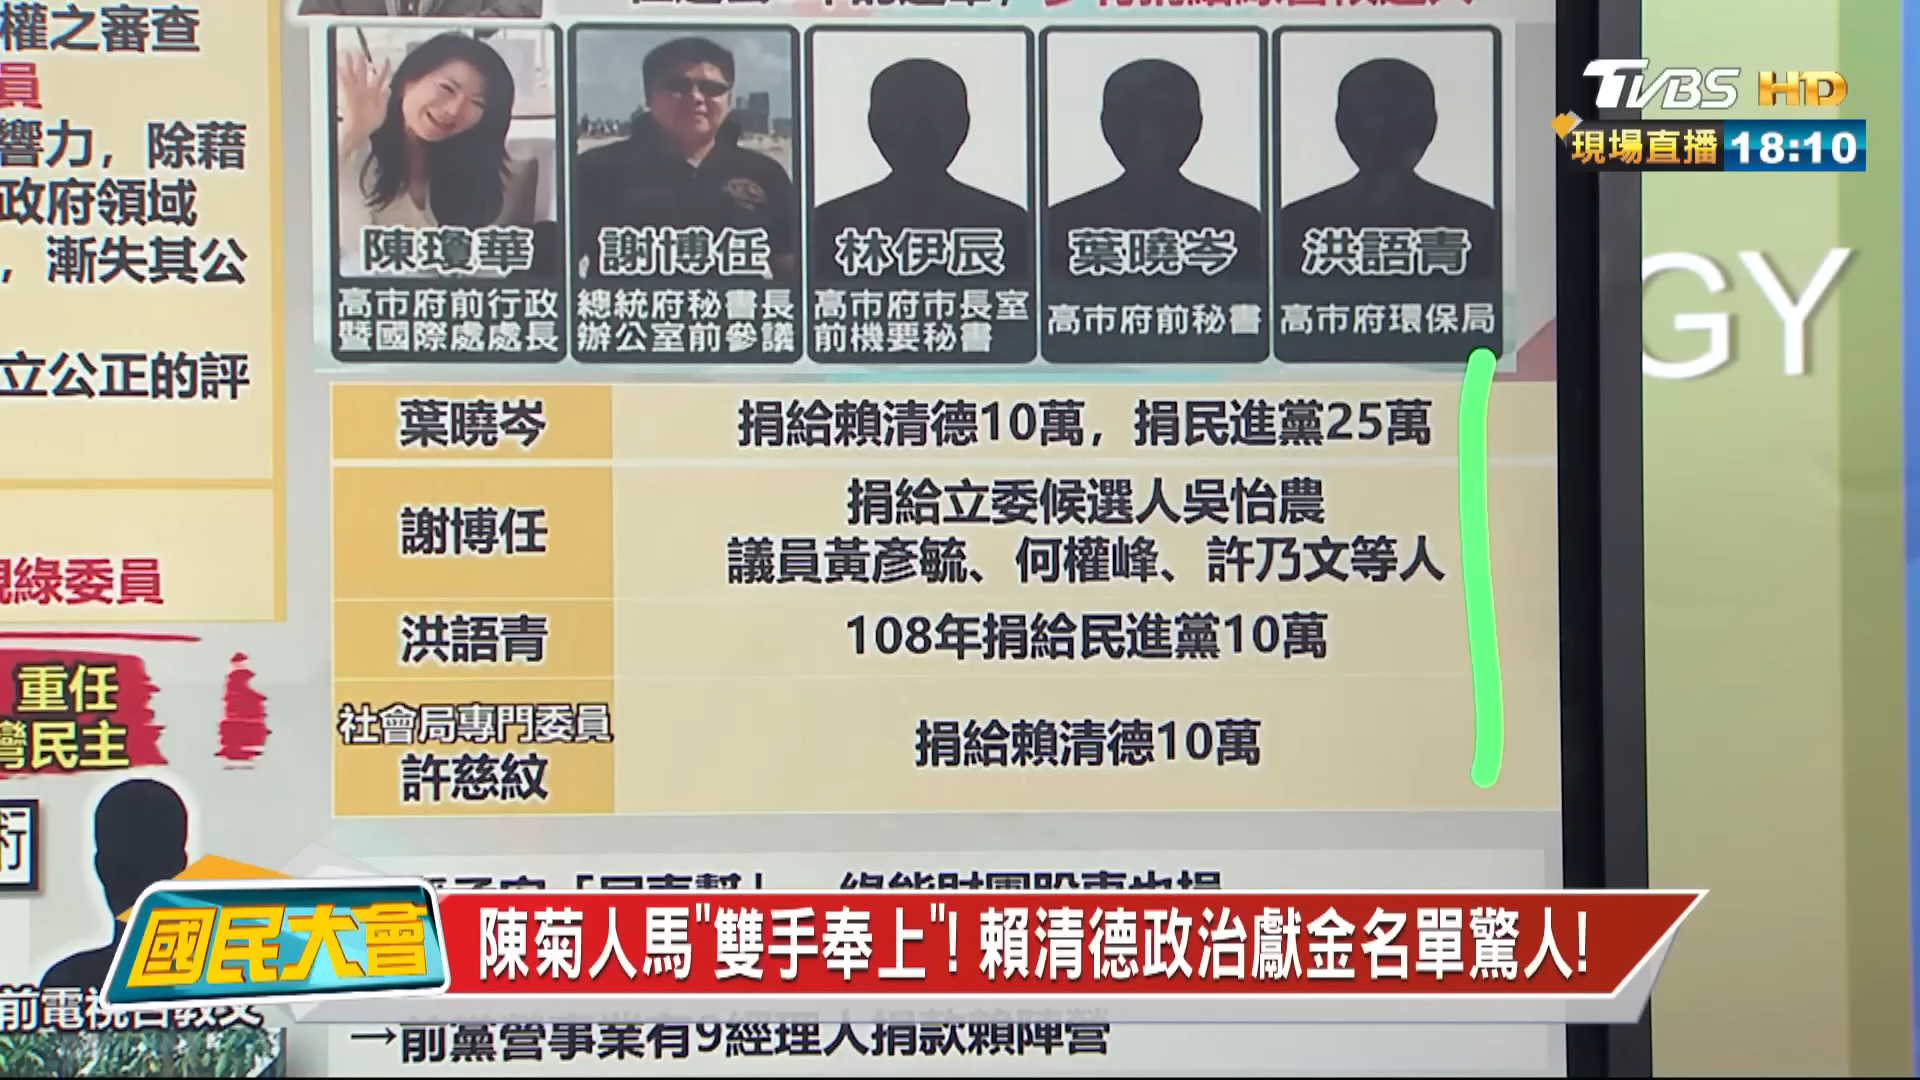 權之審查
員
響力，除藉
政府領域
，漸失其公
立公正的評
親綠委員
重任
灣民主
術
TVBS HD
現場直播 18:10
GY
陳瓊華
高市府前行政
暨國際處處長
謝博任
總統府秘書長
辦公室前參議
林伊辰
高市府市長室
前機要秘書
葉曉岑
高市府前秘書
洪語青
高市府環保局
葉曉岑 捐給賴清德10萬，捐民進黨25萬
謝博任 捐給立委候選人吳怡農
議員黃彥毓、何權峰、許乃文等人
洪語青 108年捐給民進黨10萬
社會局專門委員
許慈紋 捐給賴清德10萬
國民大會
陳菊人馬"雙手奉上"! 賴清德政治獻金名單驚人!
前電視台教父
→前黨營事業有9經理人捐款賴陣營